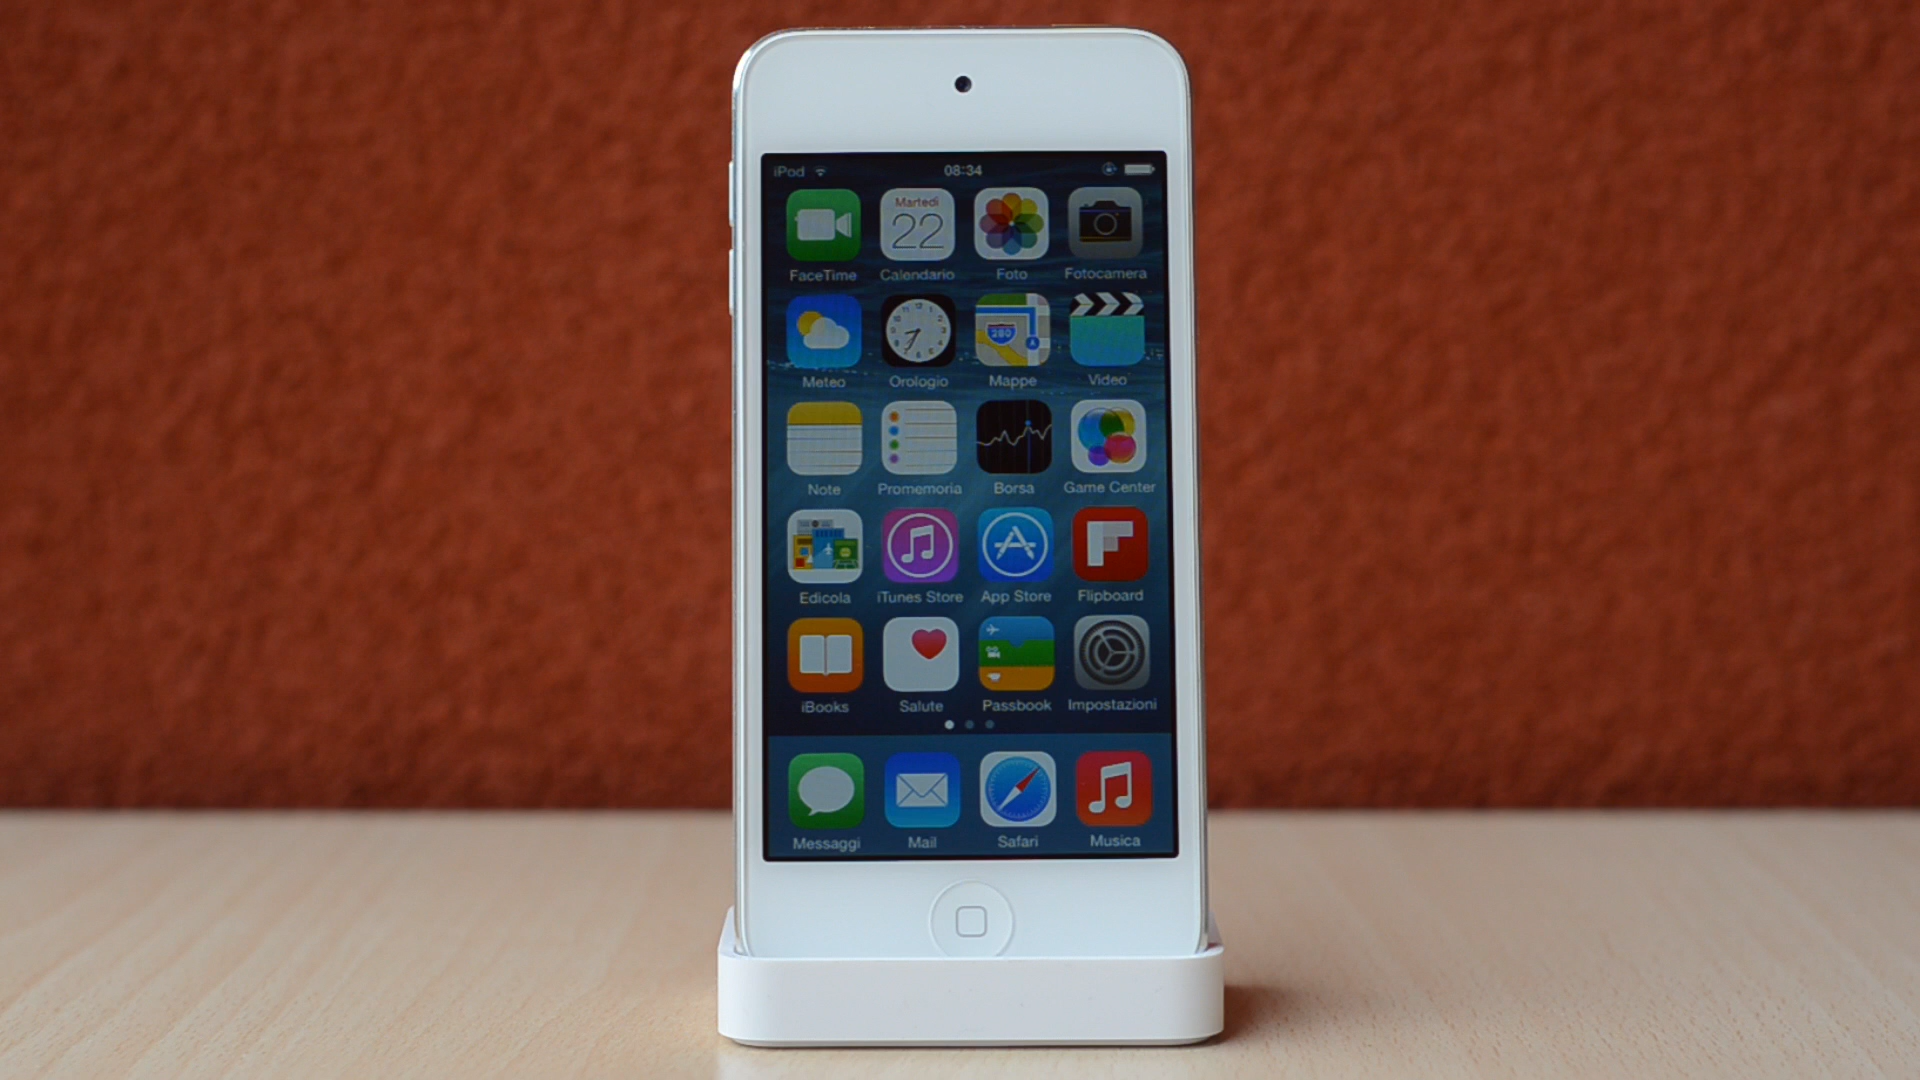 iPod 08:34
Martedì
22
FaceTime Calendario Foto Fotocamera
280
Meteo Orologio Mappe Video
Note Promemoria Borsa Game Center
Edicola iTunes Store App Store Flipboard
iBooks Salute Passbook Impostazioni
Messaggi Mail Safari Musica